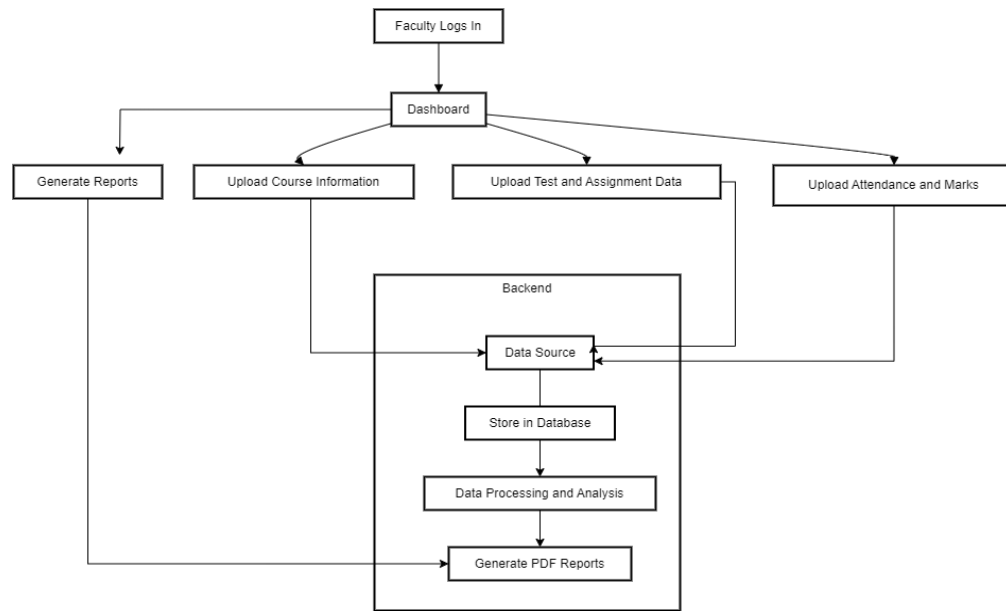 Faculty Logs In
Dashboard
Generate Reports
Upload Course Information
Upload Test and Assignment Data
Upload Attendance and Marks
Backend
Data Source
Store in Database
Data Processing and Analysis
Generate PDF Reports